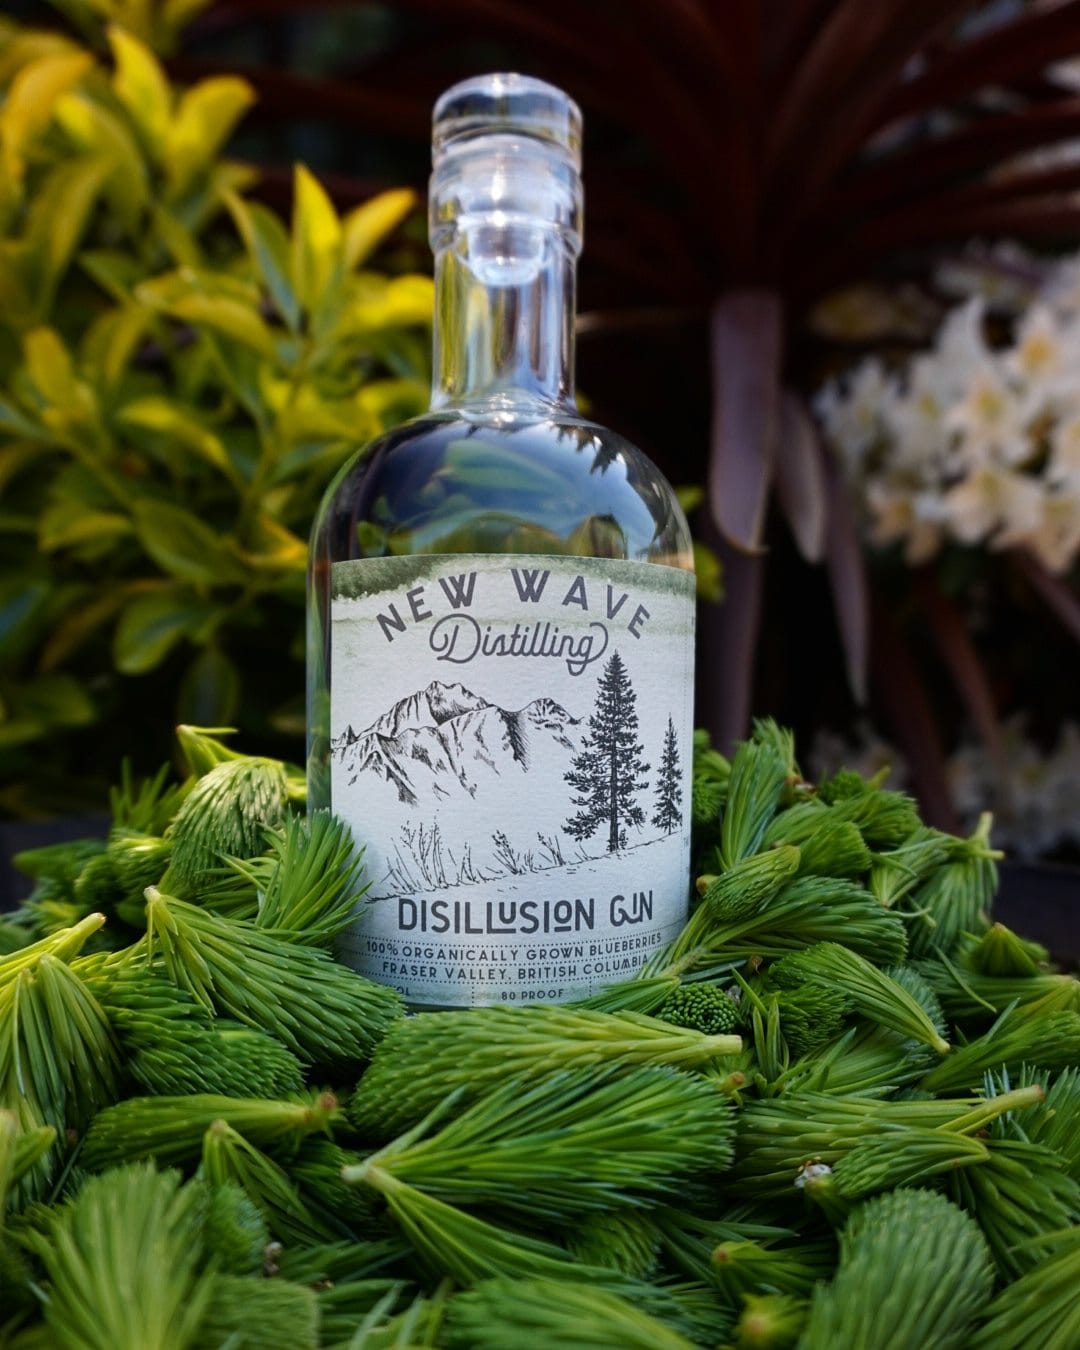 NEW WAVE
Distilling
DISILLUSION GIN
100% ORGANICALLY GROWN BLUEBERRIES
FRASER VALLEY, BRITISH COLUMBIA
80 PROOF